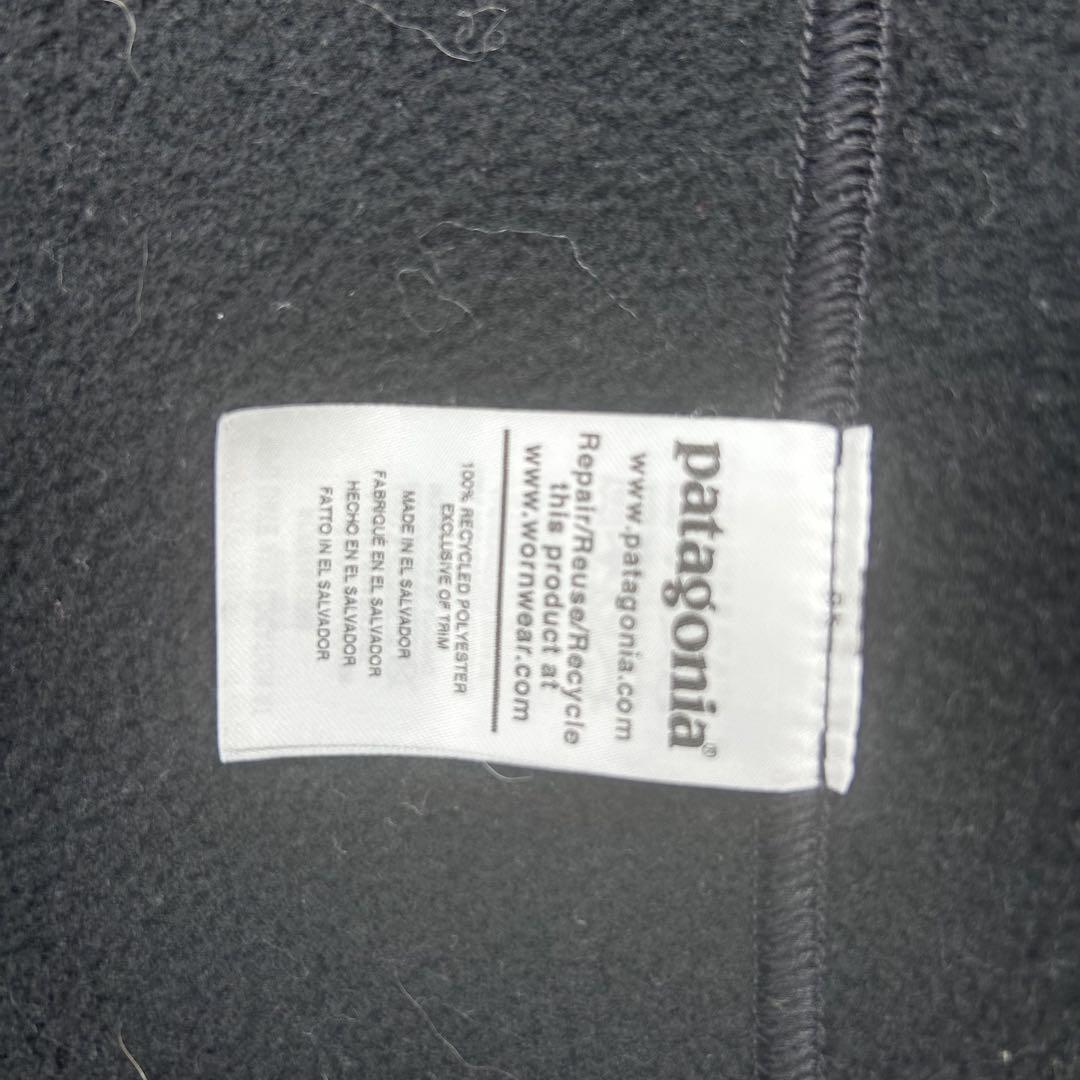 patagonia®
www.patagonia.com
Repair/Reuse/Recycle
this product at
www.wornwear.com
100% RECYCLED POLYESTER
EXCLUSIVE OF TRIM
MADE IN EL SALVADOR
FABRIQUÉ EN EL SALVADOR
HECHO EN EL SALVADOR
FATTO IN EL SALVADOR